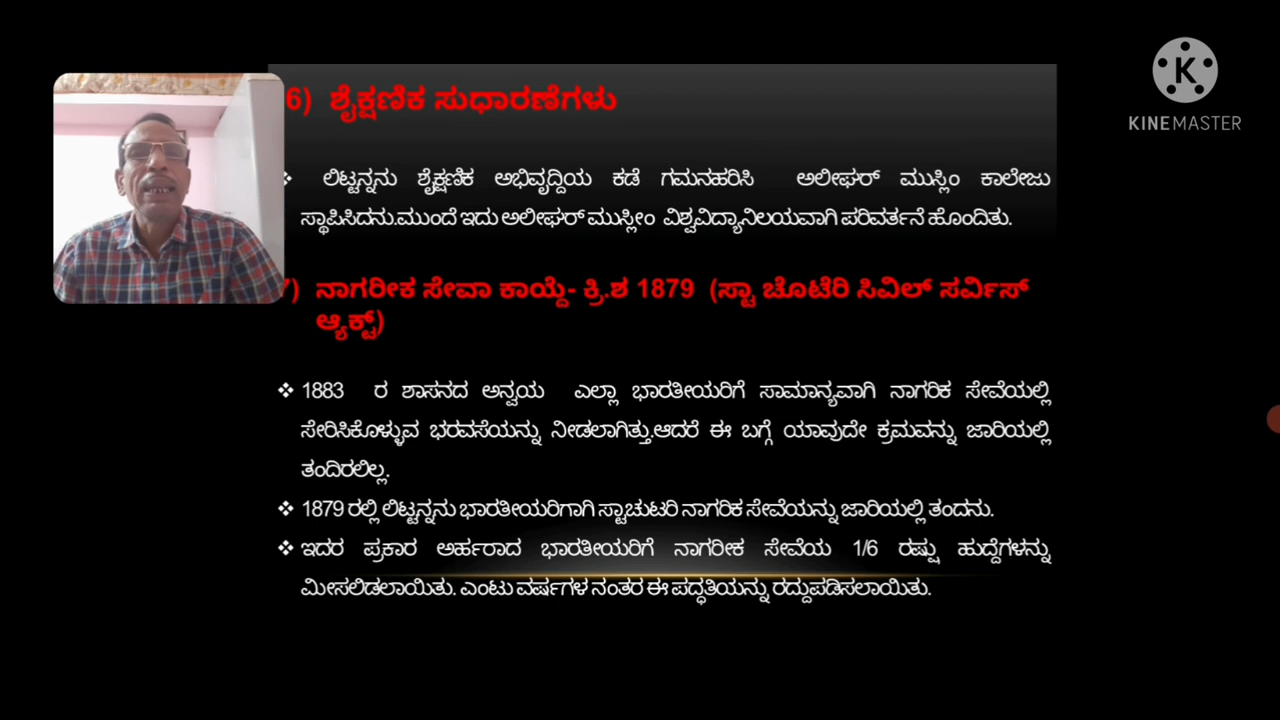 KINEMASTER
6) ಶೈಕ್ಷಣಿಕ ಸುಧಾರಣೆಗಳು
ಲಿಟ್ಟನ್ನನು ಶೈಕ್ಷಣಿಕ ಅಭಿವೃದ್ದಿಯ ಕಡೆ ಗಮನಹರಿಸಿ ಅಲೀಘರ್ ಮುಸ್ಲಿಂ ಕಾಲೇಜು
ಸ್ಥಾಪಿಸಿದನು.ಮುಂದೆ ಇದು ಅಲೀಘರ್ ಮುಸ್ಲೀಂ ವಿಶ್ವವಿದ್ಯಾನಿಲಯವಾಗಿ ಪರಿವರ್ತನೆ ಹೊಂದಿತು.
7) ನಾಗರೀಕ ಸೇವಾ ಕಾಯ್ದೆ- ಕ್ರಿ.ಶ 1879 (ಸ್ಟಾ ಚೊಟೆರಿ ಸಿವಿಲ್ ಸರ್ವಿಸ್
ಆ್ಯಕ್ಟ್)
❖ 1883 ರ ಶಾಸನದ ಅನ್ವಯ ಎಲ್ಲಾ ಭಾರತೀಯರಿಗೆ ಸಾಮಾನ್ಯವಾಗಿ ನಾಗರಿಕ ಸೇವೆಯಲ್ಲಿ
ಸೇರಿಸಿಕೊಳ್ಳುವ ಭರವಸೆಯನ್ನು ನೀಡಲಾಗಿತ್ತು.ಆದರೆ ಈ ಬಗ್ಗೆ ಯಾವುದೇ ಕ್ರಮವನ್ನು ಜಾರಿಯಲ್ಲಿ
ತಂದಿರಲಿಲ್ಲ.
❖ 1879 ರಲ್ಲಿ ಲಿಟ್ಟನ್ನನು ಭಾರತೀಯರಿಗಾಗಿ ಸ್ಟಾಚುಟರಿ ನಾಗರಿಕ ಸೇವೆಯನ್ನು ಜಾರಿಯಲ್ಲಿ ತಂದನು.
❖ ಇದರ ಪ್ರಕಾರ ಅರ್ಹರಾದ ಭಾರತೀಯರಿಗೆ ನಾಗರೀಕ ಸೇವೆಯ 1/6 ರಷ್ಟು ಹುದ್ದೆಗಳನ್ನು
ಮೀಸಲಿಡಲಾಯಿತು. ಎಂಟು ವರ್ಷಗಳ ನಂತರ ಈ ಪದ್ಧತಿಯನ್ನು ರದ್ದುಪಡಿಸಲಾಯಿತು.